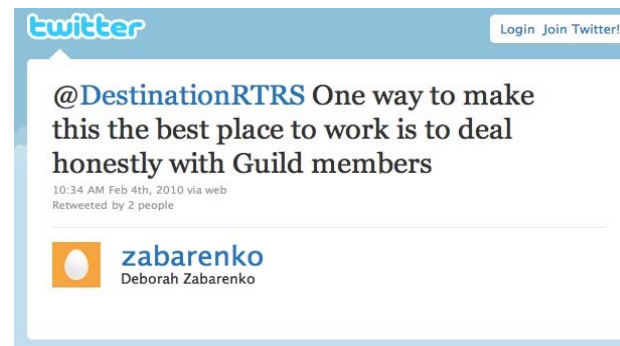 twitter
Login Join Twitter!
@DestinationRTRS One way to make
this the best place to work is to deal
honestly with Guild members
10:34 AM Feb 4th, 2010 via web
Retweeted by 2 people
zabarenko
Deborah Zabarenko